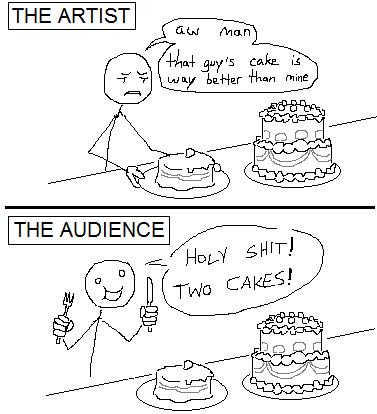 THE ARTIST
aw man
that guy's cake is
way better than mine
THE AUDIENCE
HOLY SHIT!
TWO CAKES!